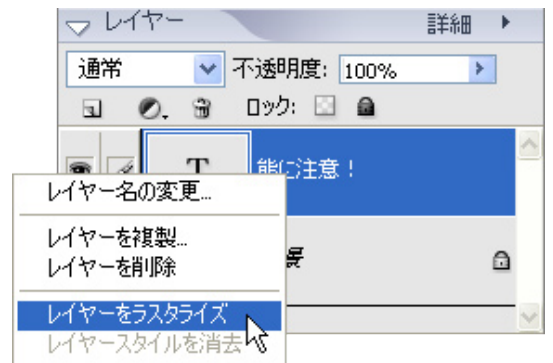 レイヤー 詳細
通常 不透明度: 100%
ロック:
T 能に注意！
レイヤー名の変更...
レイヤーを複製...
景
レイヤーを削除
レイヤーをラスタライズ
レイヤースタイルを消去